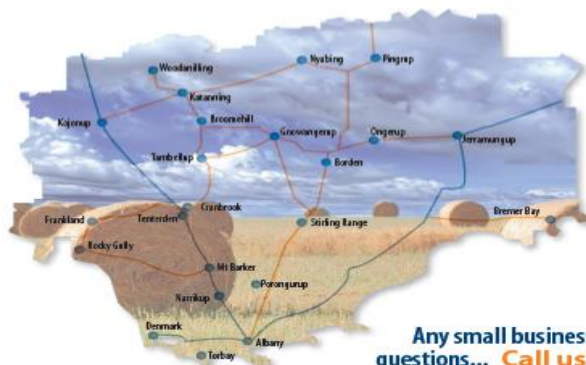 Nyabing
Pingrup
Woodanilling
Katanning
Broomehill
Kojonup
Gnowangerup
Ongerup
Jerramungup
Tambellup
Borden
Cranbrook
Frankland
Tenterden
Stirling Range
Bremer Bay
Rocky Gully
Mt Barker
Porongurup
Narrikup
Denmark
Albany
Torbay
Any small busines
questions... Call us